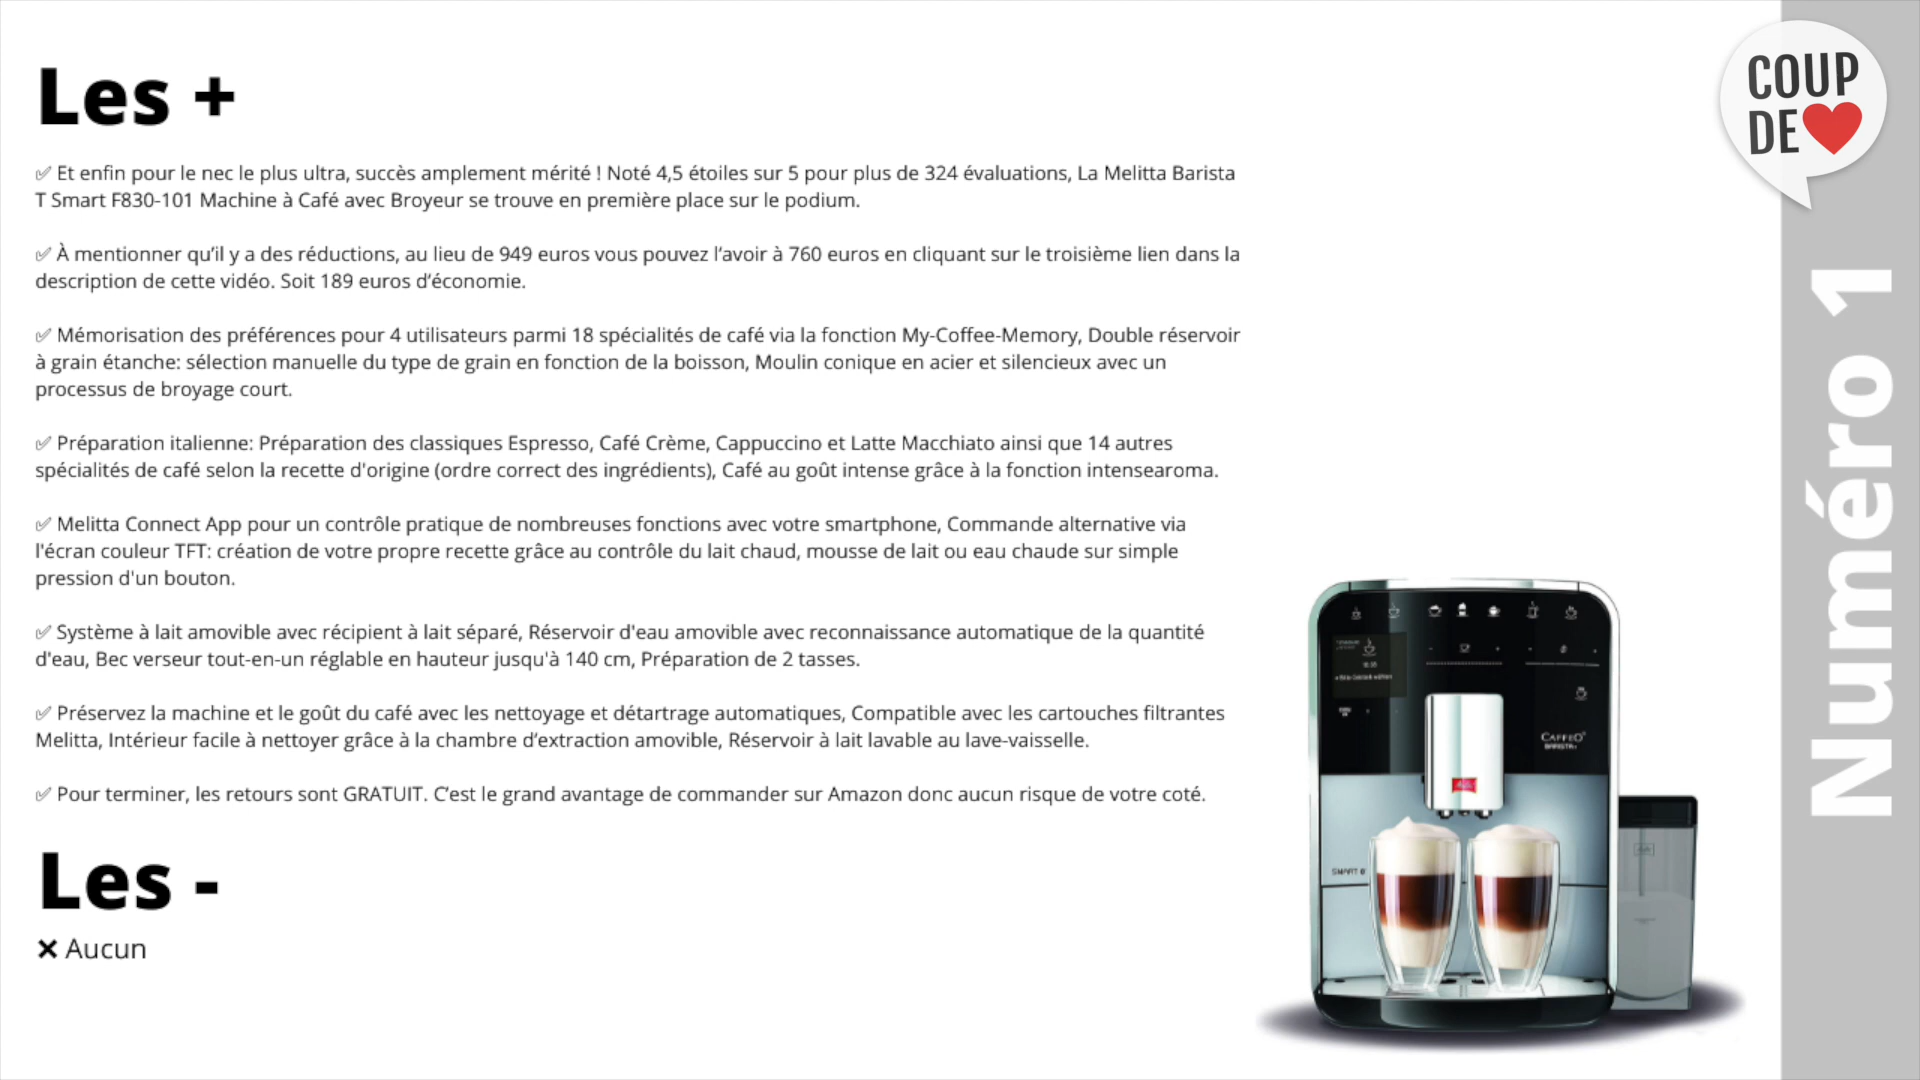 Les +
✅ Et enfin pour le nec le plus ultra, succès amplement mérité ! Noté 4,5 étoiles sur 5 pour plus de 324 évaluations, La Melitta Barista
T Smart F830-101 Machine à Café avec Broyeur se trouve en première place sur le podium.
✅ À mentionner qu’il y a des réductions, au lieu de 949 euros vous pouvez l’avoir à 760 euros en cliquant sur le troisième lien dans la
description de cette vidéo. Soit 189 euros d’économie.
✅ Mémorisation des préférences pour 4 utilisateurs parmi 18 spécialités de café via la fonction My-Coffee-Memory, Double réservoir
à grain étanche: sélection manuelle du type de grain en fonction de la boisson, Moulin conique en acier et silencieux avec un
processus de broyage court.
✅ Préparation italienne: Préparation des classiques Espresso, Café Crème, Cappuccino et Latte Macchiato ainsi que 14 autres
spécialités de café selon la recette d'origine (ordre correct des ingrédients), Café au goût intense grâce à la fonction intensearoma.
✅ Melitta Connect App pour un contrôle pratique de nombreuses fonctions avec votre smartphone, Commande alternative via
l'écran couleur TFT: création de votre propre recette grâce au contrôle du lait chaud, mousse de lait ou eau chaude sur simple
pression d'un bouton.
✅ Système à lait amovible avec récipient à lait séparé, Réservoir d'eau amovible avec reconnaissance automatique de la quantité
d'eau, Bec verseur tout-en-un réglable en hauteur jusqu'à 140 cm, Préparation de 2 tasses.
✅ Préservez la machine et le goût du café avec les nettoyage et détartrage automatiques, Compatible avec les cartouches filtrantes
Melitta, Intérieur facile à nettoyer grâce à la chambre d’extraction amovible, Réservoir à lait lavable au lave-vaisselle.
✅ Pour terminer, les retours sont GRATUIT. C’est le grand avantage de commander sur Amazon donc aucun risque de votre coté.
Les -
❌ Aucun
COUP
DE
Numéro 1
CAFFEO
BARISTA
SMART